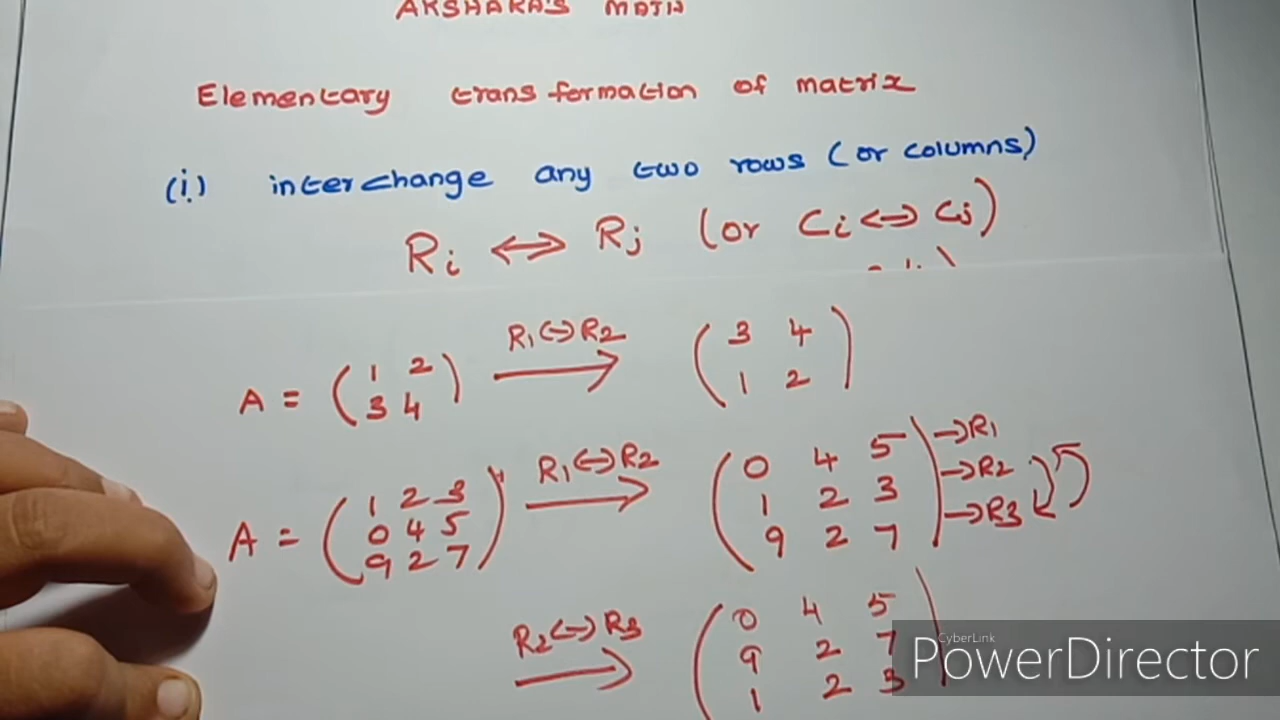 AKSHARA'S MATH
Elementary transformation of matrix
(i) interchange any two rows (or columns)
Ri ⇔ Rj (or Ci ⇔ Cj)
A = (1 2
3 4) R1⇔R2 → (3 4
1 2)
A = (1 2 3
0 4 5
9 2 7) R1⇔R2 → (0 4 5
1 2 3
9 2 7) →R1
→R2
→R3
R2⇔R3 → (0 4 5
9 2 7
1 2 3)
CyberLink
PowerDirector